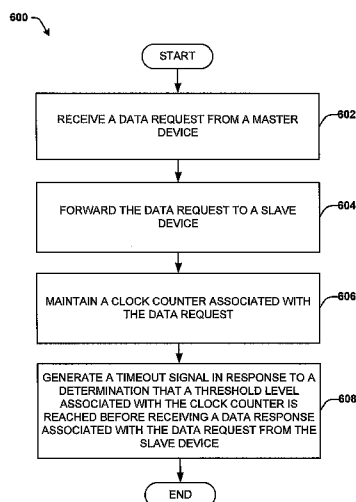 600
START
RECEIVE A DATA REQUEST FROM A MASTER
DEVICE
602
FORWARD THE DATA REQUEST TO A SLAVE
DEVICE
604
MAINTAIN A CLOCK COUNTER ASSOCIATED WITH
THE DATA REQUEST
606
GENERATE A TIMEOUT SIGNAL IN RESPONSE TO A
DETERMINATION THAT A THRESHOLD LEVEL
ASSOCIATED WITH THE CLOCK COUNTER IS
REACHED BEFORE RECEIVING A DATA RESPONSE
ASSOCIATED WITH THE DATA REQUEST FROM THE
SLAVE DEVICE
608
END